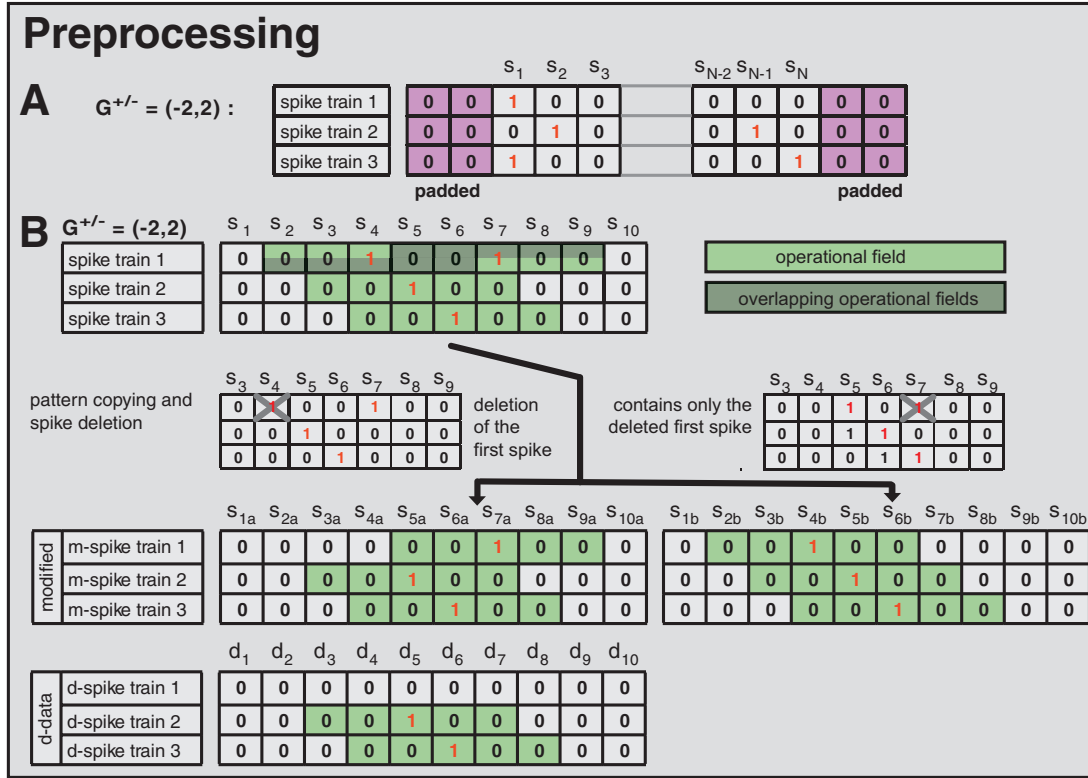 Preprocessing
A
G+/- = (-2,2) :
s1 s2 s3 sN-2 sN-1 sN
spike train 1 0 0 1 0 0 0 0 0 0 0
spike train 2 0 0 0 1 0 0 1 0 0 0
spike train 3 0 0 1 0 0 0 0 1 0 0
padded padded
B
G+/- = (-2,2)
s1 s2 s3 s4 s5 s6 s7 s8 s9 s10
spike train 1 0 0 0 1 0 0 1 0 0 0
spike train 2 0 0 0 0 1 0 0 0 0 0
spike train 3 0 0 0 0 0 1 0 0 0 0
operational field
overlapping operational fields
pattern copying and
spike deletion
s3 s4 s5 s6 s7 s8 s9
0 1 0 0 1 0 0
0 0 1 0 0 0 0
0 0 0 1 0 0 0
deletion
of the
first spike
contains only the
deleted first spike
s3 s4 s5 s6 s7 s8 s9
0 0 1 0 1 0 0
0 0 1 1 0 0 0
0 0 0 1 1 0 0
modified
s1a s2a s3a s4a s5a s6a s7a s8a s9a s10a
m-spike train 1 0 0 0 0 0 0 1 0 0 0
m-spike train 2 0 0 0 0 1 0 0 0 0 0
m-spike train 3 0 0 0 0 0 1 0 0 0 0
s1b s2b s3b s4b s5b s6b s7b s8b s9b s10b
0 0 0 1 0 0 0 0 0 0
0 0 0 0 1 0 0 0 0 0
0 0 0 0 0 1 0 0 0 0
d-data
d1 d2 d3 d4 d5 d6 d7 d8 d9 d10
d-spike train 1 0 0 0 0 0 0 0 0 0 0
d-spike train 2 0 0 0 0 1 0 0 0 0 0
d-spike train 3 0 0 0 0 0 1 0 0 0 0